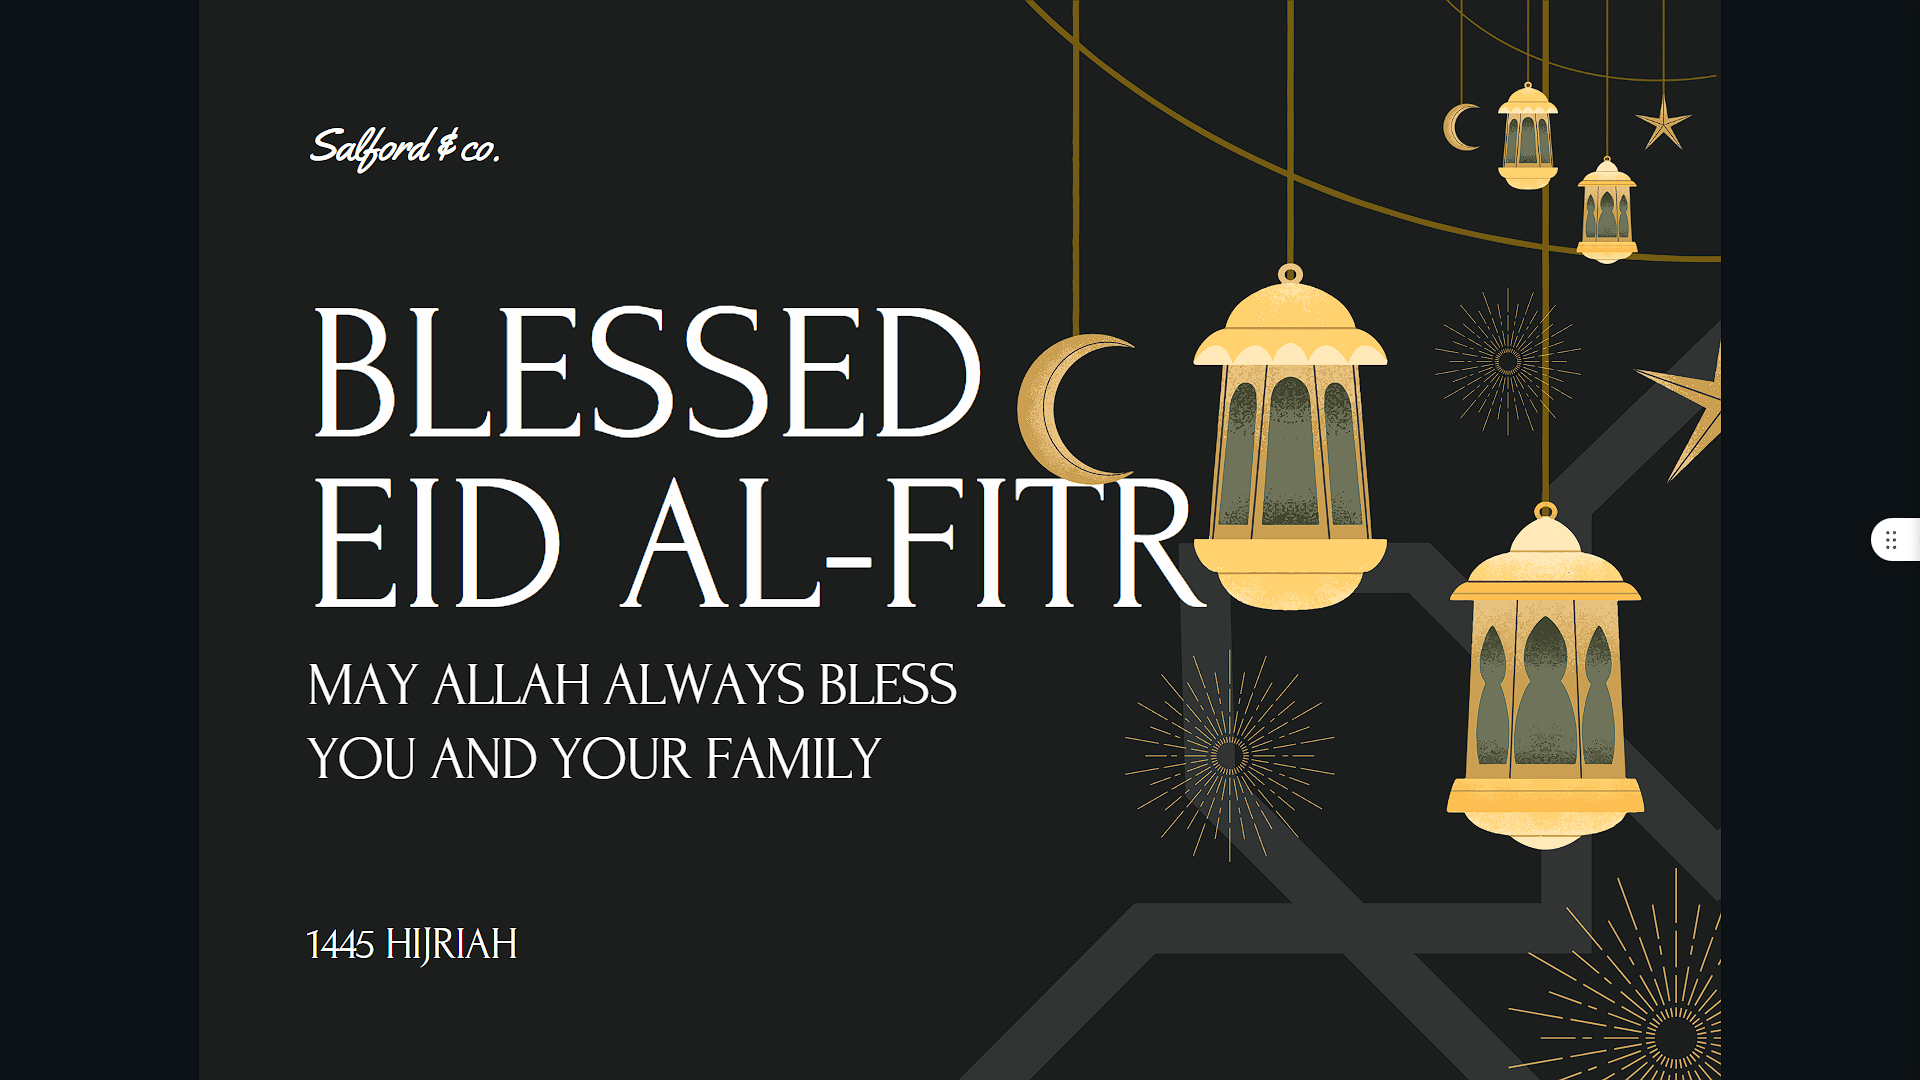 Salford & co.
BLESSED
EID AL-FITR
MAY ALLAH ALWAYS BLESS
YOU AND YOUR FAMILY
1445 HIJRIAH